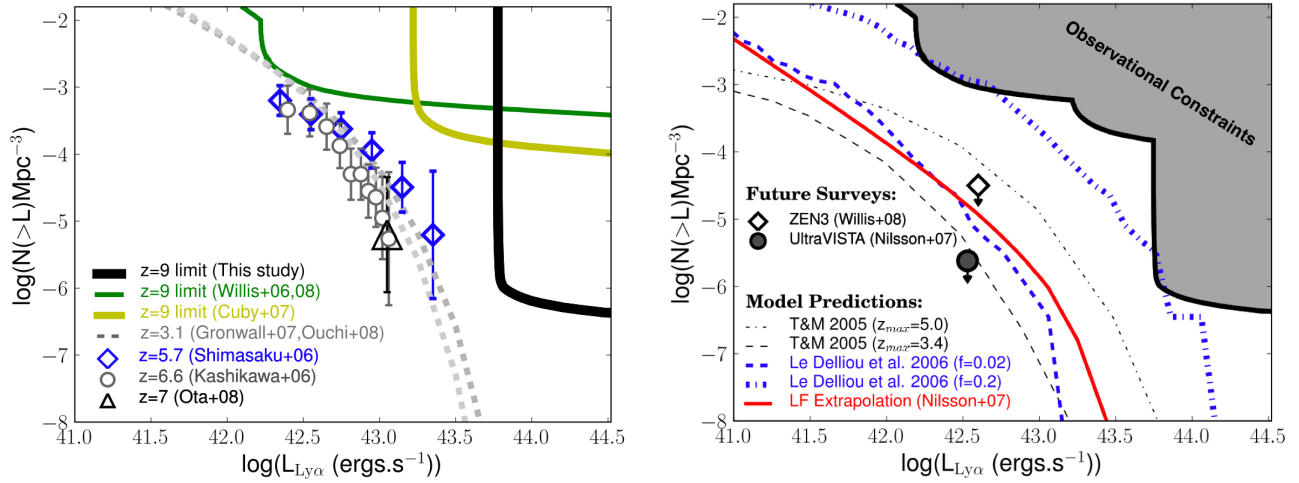 −2
−3
−4
−5
−6
−7
−8
log(N(>L)Mpc⁻³)
z=9 limit (This study)
z=9 limit (Willis+06,08)
z=9 limit (Cuby+07)
z=3.1 (Gronwall+07,Ouchi+08)
z=5.7 (Shimasaku+06)
z=6.6 (Kashikawa+06)
z=7 (Ota+08)
41.0 41.5 42.0 42.5 43.0 43.5 44.0 44.5
log(L_Lyα (ergs.s⁻¹))
−2
−3
−4
−5
−6
−7
−8
log(N(>L)Mpc⁻³)
Observational Constraints
Future Surveys:
ZEN3 (Willis+08)
UltraVISTA (Nilsson+07)
Model Predictions:
T&M 2005 (z_max=5.0)
T&M 2005 (z_max=3.4)
Le Delliou et al. 2006 (f=0.02)
Le Delliou et al. 2006 (f=0.2)
LF Extrapolation (Nilsson+07)
41.0 41.5 42.0 42.5 43.0 43.5 44.0 44.5
log(L_Lyα (ergs.s⁻¹))